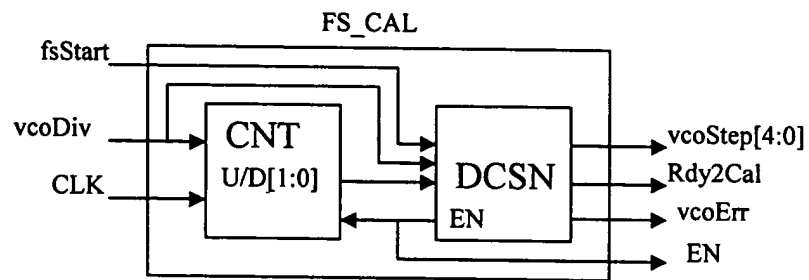 FS_CAL
fsStart
vcoDiv
CLK
CNT
U/D[1:0]
DCSN
EN
vcoStep[4:0]
Rdy2Cal
vcoErr
EN